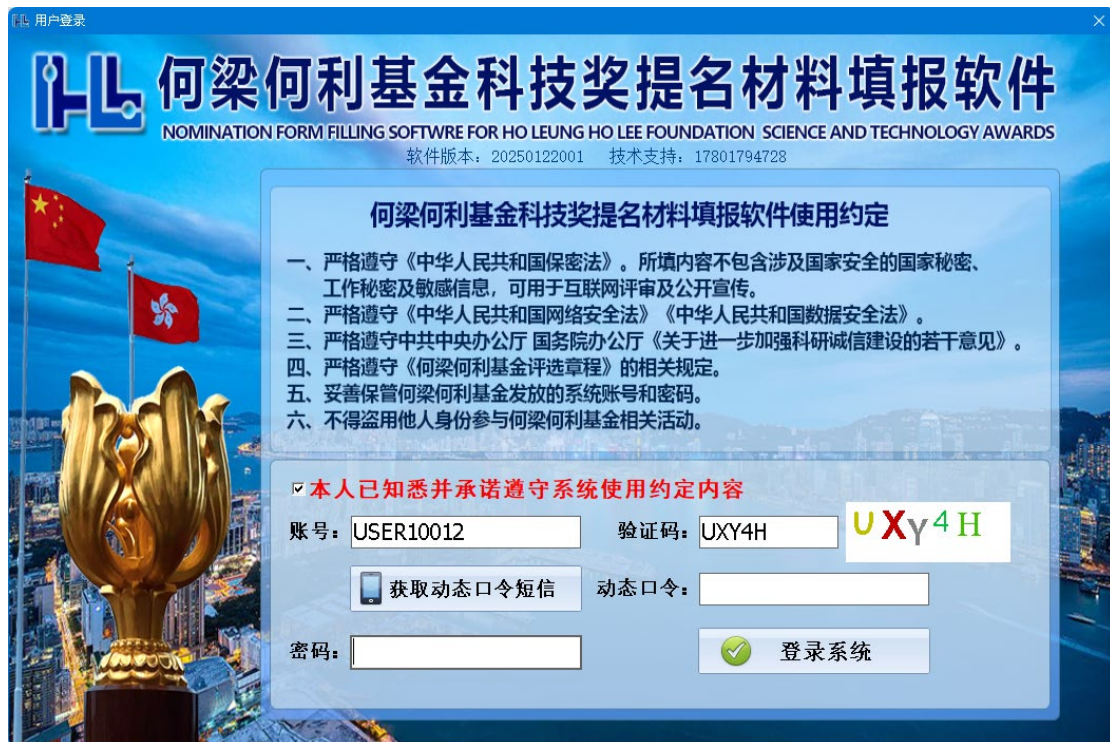 用户登录
何梁何利基金科技奖提名材料填报软件
NOMINATION FORM FILLING SOFTWRE FOR HO LEUNG HO LEE FOUNDATION SCIENCE AND TECHNOLOGY AWARDS
软件版本：20250122001 技术支持：17801794728
何梁何利基金科技奖提名材料填报软件使用约定
一、严格遵守《中华人民共和国保密法》。所填内容不包含涉及国家安全的国家秘密、
工作秘密及敏感信息，可用于互联网评审及公开宣传。
二、严格遵守《中华人民共和国网络安全法》《中华人民共和国数据安全法》。
三、严格遵守中共中央办公厅 国务院办公厅《关于进一步加强科研诚信建设的若干意见》。
四、严格遵守《何梁何利基金评选章程》的相关规定。
五、妥善保管何梁何利基金发放的系统账号和密码。
六、不得盗用他人身份参与何梁何利基金相关活动。
本人已知悉并承诺遵守系统使用约定内容
账号：USER10012 验证码：UXY4H UXy4H
获取动态口令短信 动态口令：
密码： 登录系统